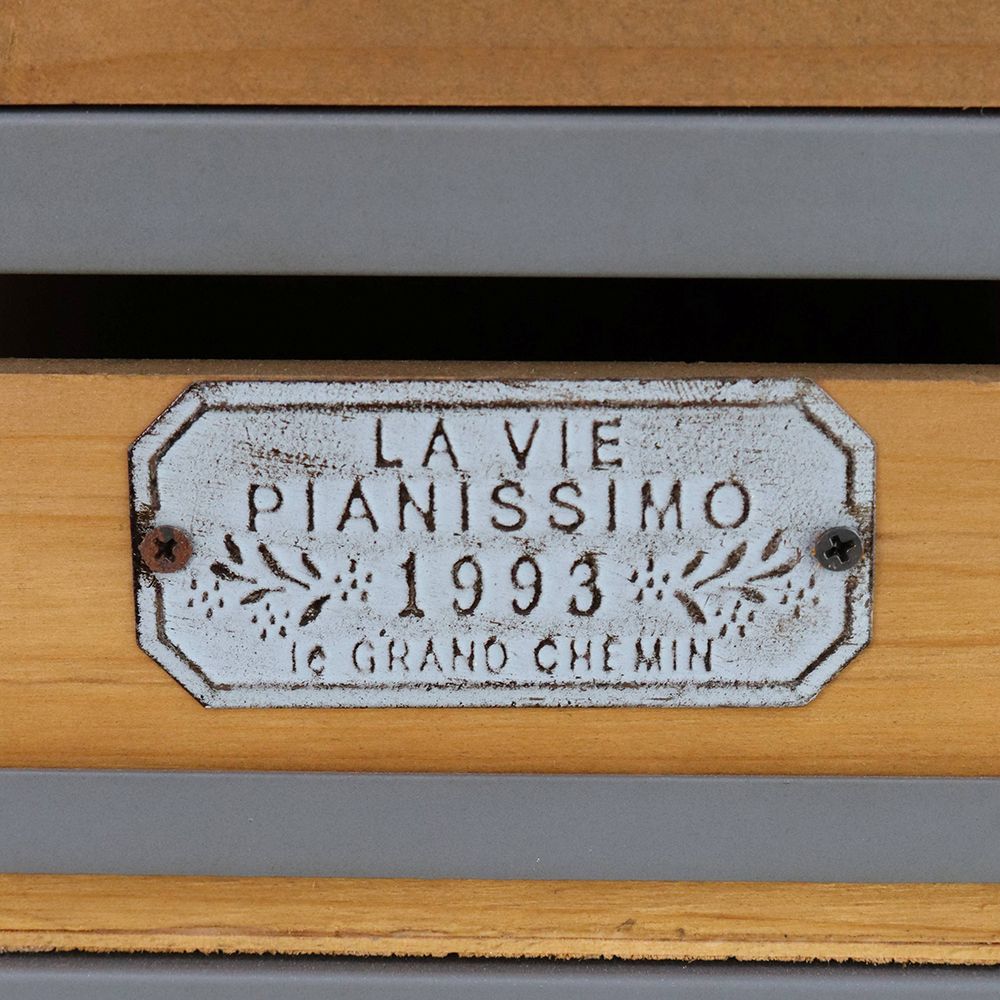 LA VIE
PIANISSIMO
1993
le GRAND CHEMIN